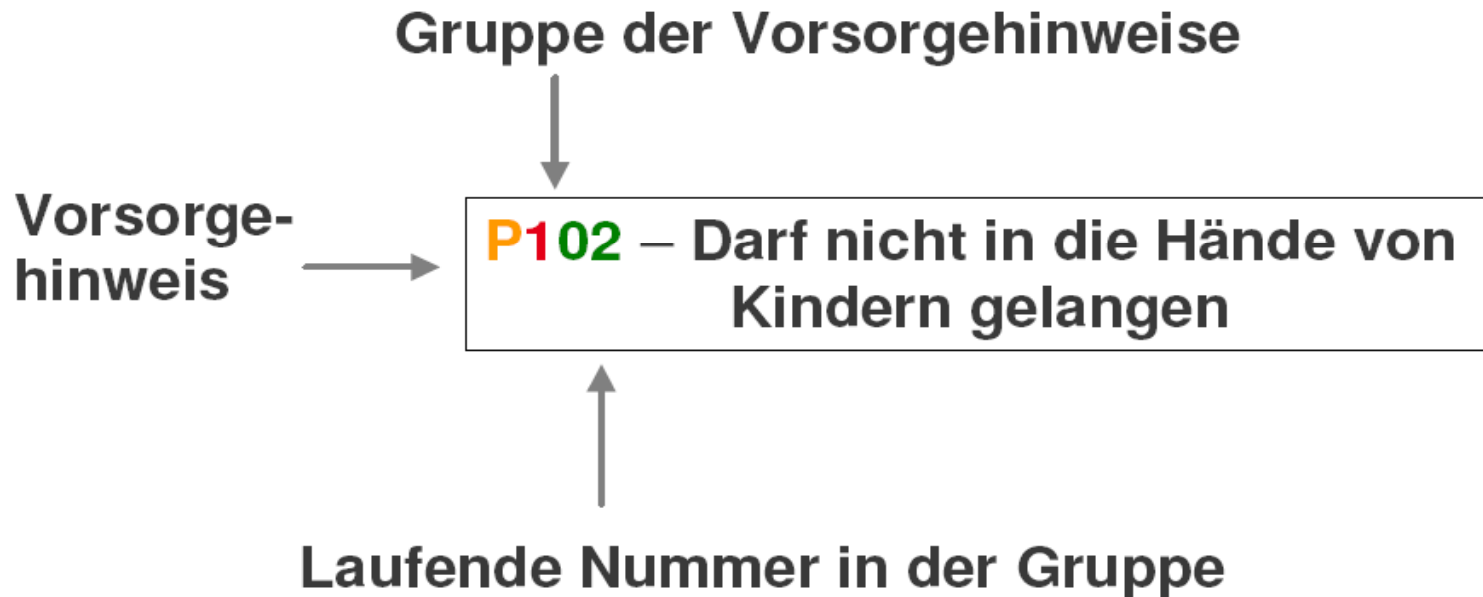 Gruppe der Vorsorgehinweise
Vorsorge-
hinweis
P102 – Darf nicht in die Hände von
Kindern gelangen
Laufende Nummer in der Gruppe